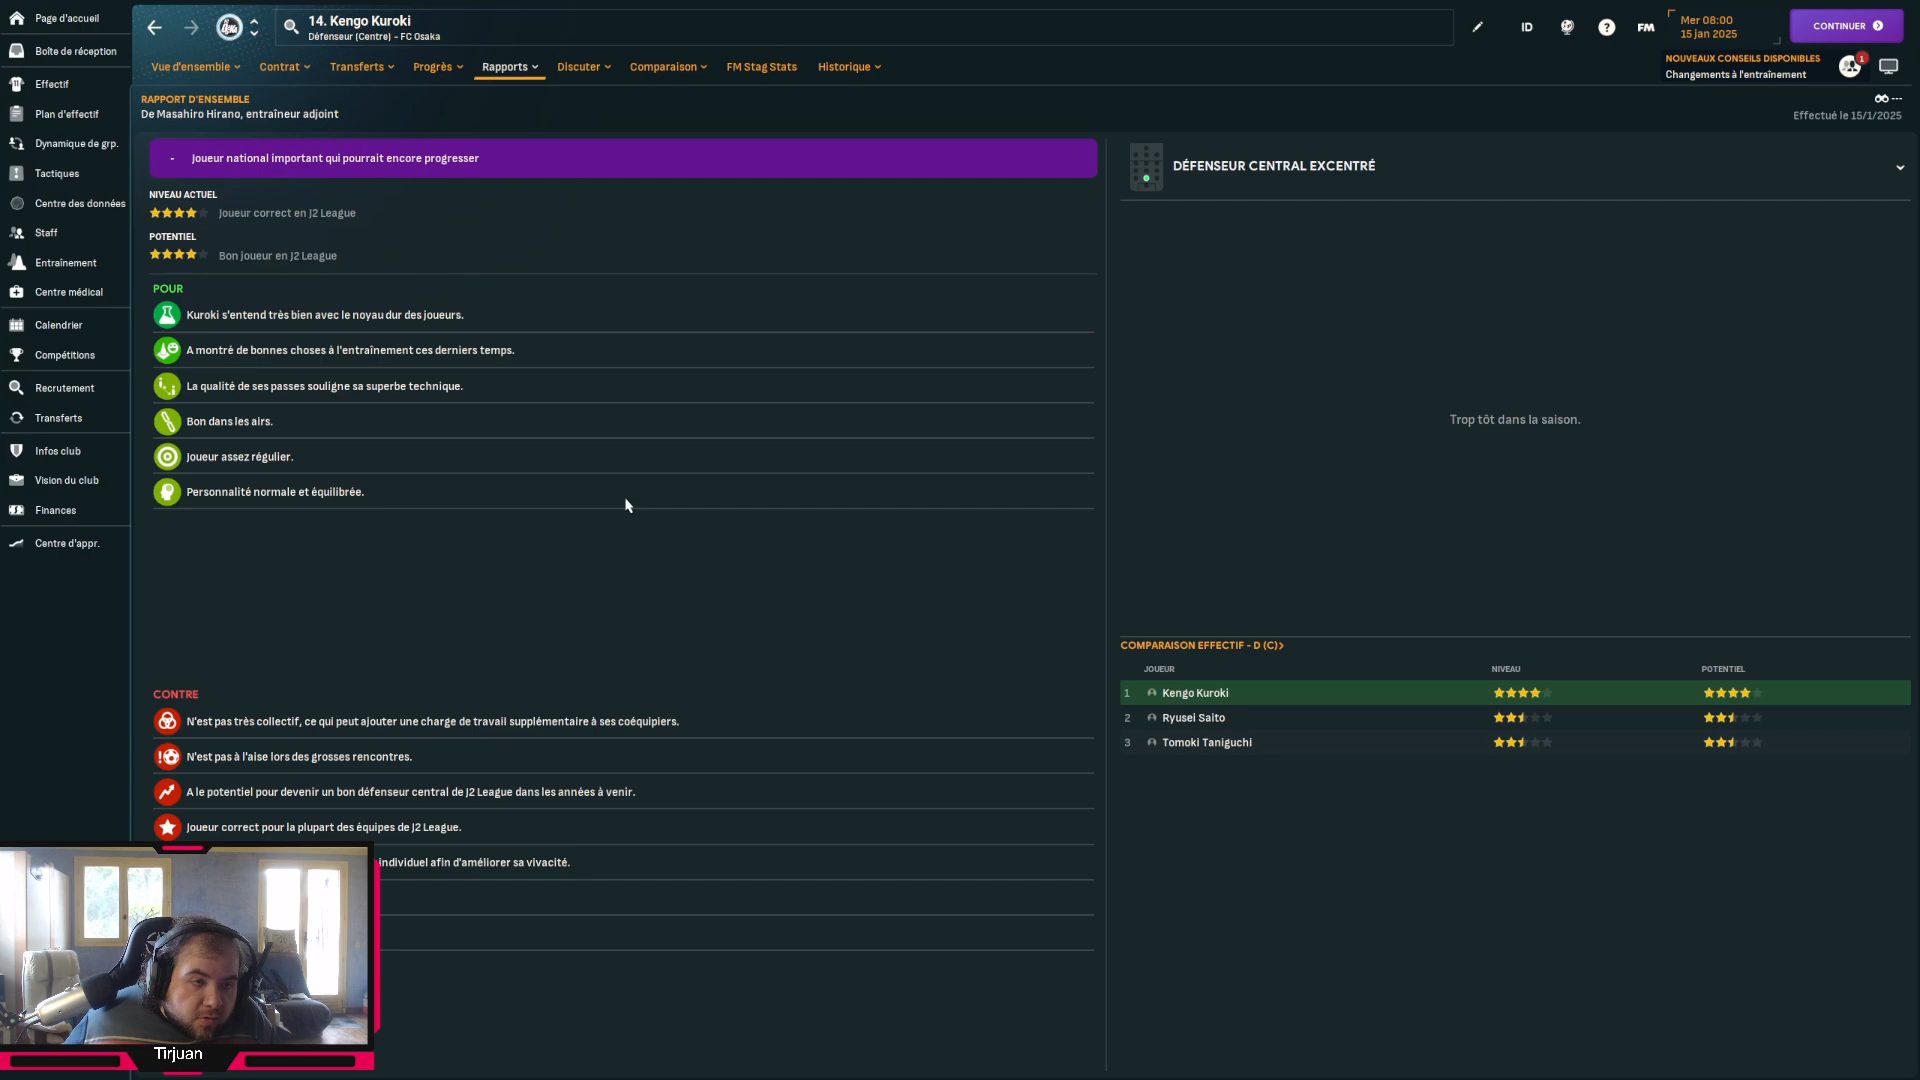 Page d'accueil
Boîte de réception
Effectif
Plan d'effectif
Dynamique de grp.
Tactiques
Centre des données
Staff
Entraînement
Centre médical
Calendrier
Compétitions
Recrutement
Transferts
Infos club
Vision du club
Finances
Centre d'appr.
14. Kengo Kuroki
Défenseur (Centre) - FC Osaka
ID
FM
Mer 08:00
15 jan 2025
CONTINUER
Vue d'ensemble
Contrat
Transferts
Progrès
Rapports
Discuter
Comparaison
FM Stag Stats
Historique
NOUVEAUX CONSEILS DISPONIBLES
Changements à l'entraînement
1
RAPPORT D'ENSEMBLE
De Masahiro Hirano, entraîneur adjoint
---
Effectué le 15/1/2025
- Joueur national important qui pourrait encore progresser
NIVEAU ACTUEL
Joueur correct en J2 League
POTENTIEL
Bon joueur en J2 League
POUR
Kuroki s'entend très bien avec le noyau dur des joueurs.
A montré de bonnes choses à l'entraînement ces derniers temps.
La qualité de ses passes souligne sa superbe technique.
Bon dans les airs.
Joueur assez régulier.
Personnalité normale et équilibrée.
CONTRE
N'est pas très collectif, ce qui peut ajouter une charge de travail supplémentaire à ses coéquipiers.
N'est pas à l'aise lors des grosses rencontres.
A le potentiel pour devenir un bon défenseur central de J2 League dans les années à venir.
Joueur correct pour la plupart des équipes de J2 League.
individuel afin d'améliorer sa vivacité.
DÉFENSEUR CENTRAL EXCENTRÉ
Trop tôt dans la saison.
COMPARAISON EFFECTIF - D (C)>
JOUEUR NIVEAU POTENTIEL
1 Kengo Kuroki
2 Ryusei Saito
3 Tomoki Taniguchi
Tirjuan